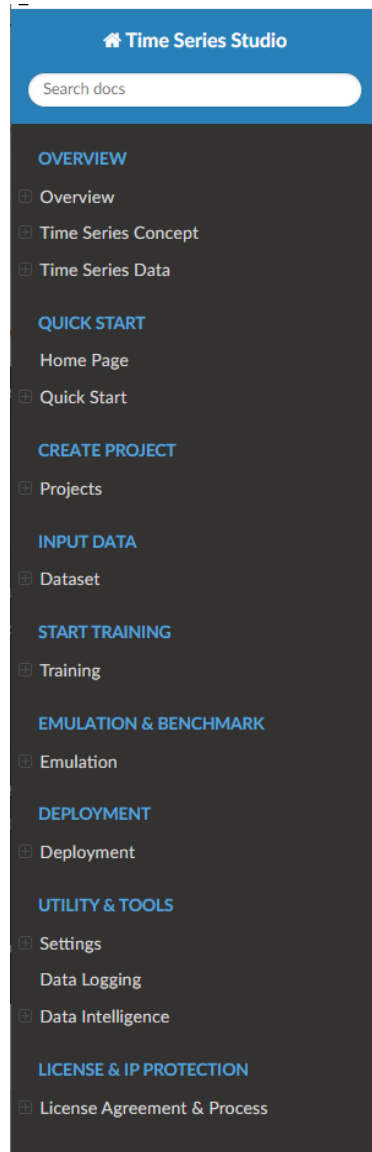 Time Series Studio
Search docs
OVERVIEW
Overview
Time Series Concept
Time Series Data
QUICK START
Home Page
Quick Start
CREATE PROJECT
Projects
INPUT DATA
Dataset
START TRAINING
Training
EMULATION & BENCHMARK
Emulation
DEPLOYMENT
Deployment
UTILITY & TOOLS
Settings
Data Logging
Data Intelligence
LICENSE & IP PROTECTION
License Agreement & Process